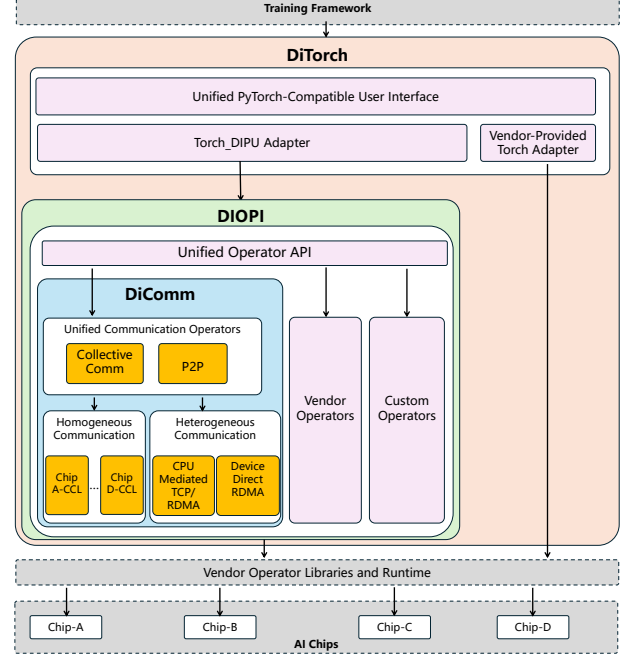 Training Framework
DiTorch
Unified PyTorch-Compatible User Interface
Torch_DIPU Adapter
Vendor-Provided
Torch Adapter
DIOPI
Unified Operator API
DiComm
Unified Communication Operators
Collective
Comm
P2P
Homogeneous
Communication
Chip
A-CCL
...
Chip
D-CCL
Heterogeneous
Communication
CPU
Mediated
TCP/
RDMA
Device
Direct
RDMA
Vendor
Operators
Custom
Operators
Vendor Operator Libraries and Runtime
Chip-A
Chip-B
Chip-C
Chip-D
AI Chips